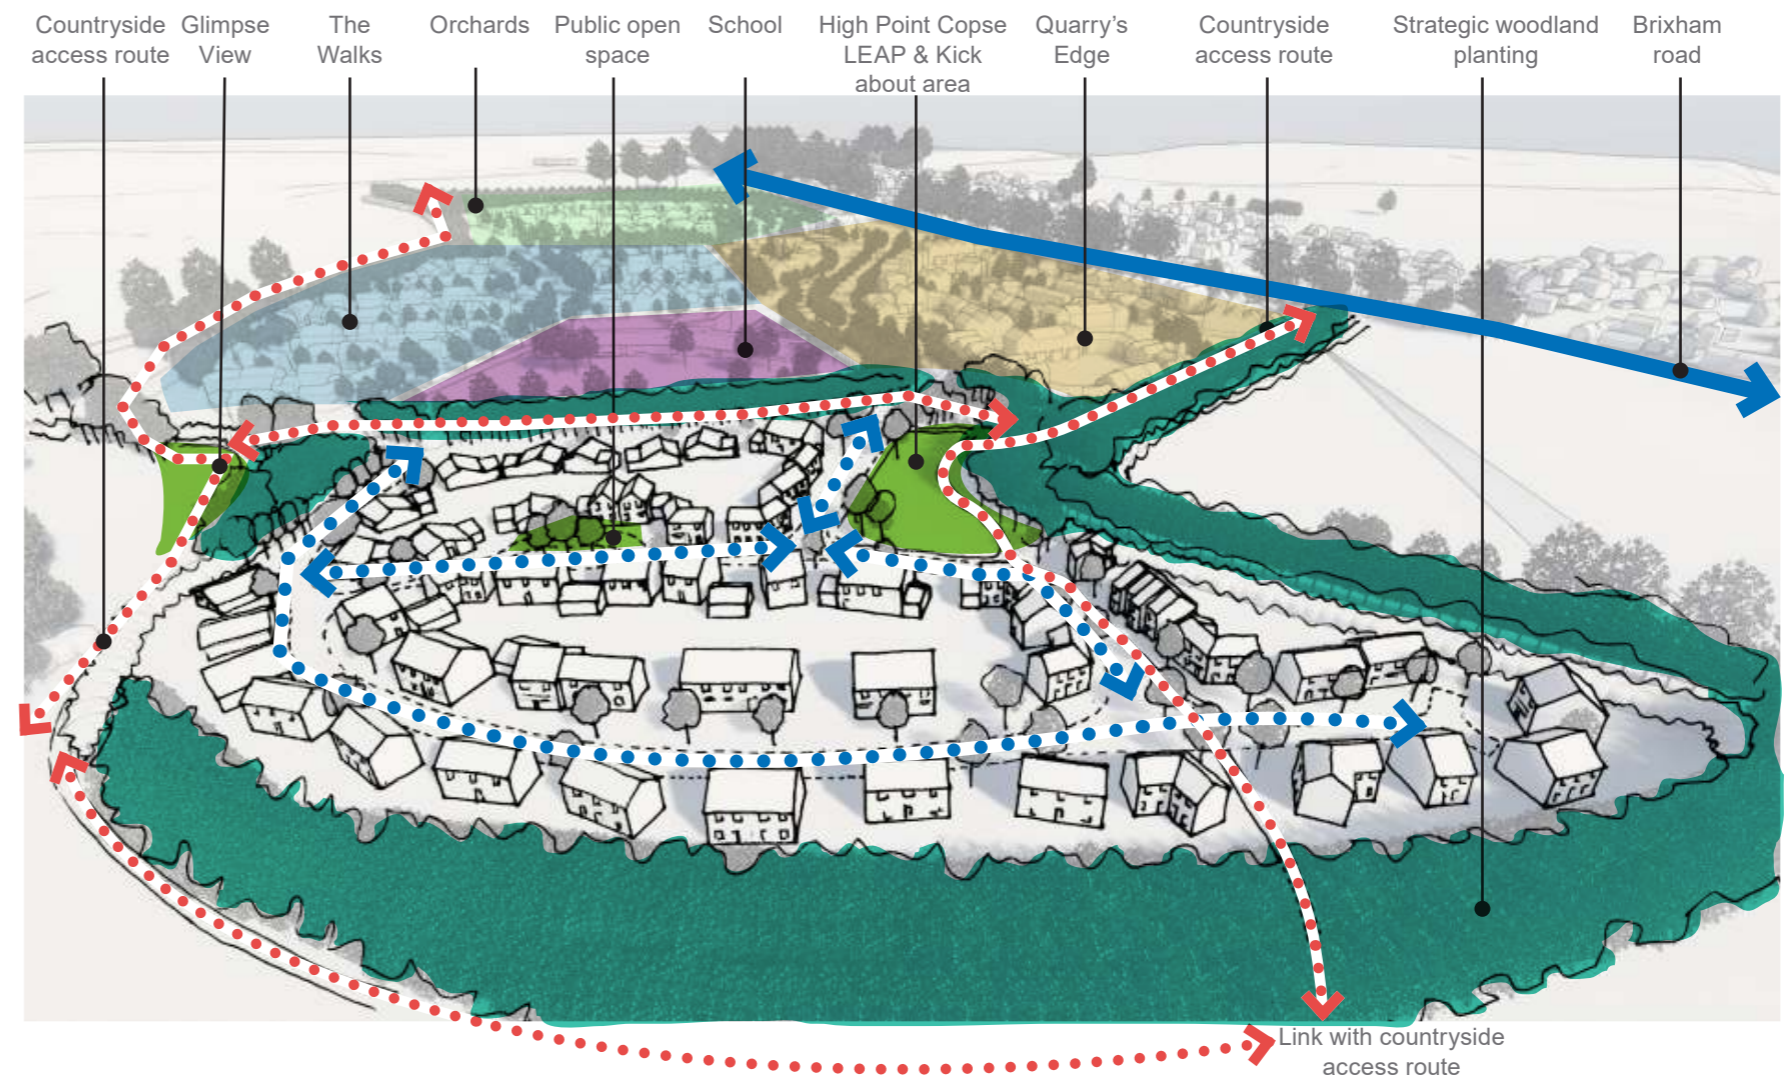 Countryside
access route
Glimpse
View
The
Walks
Orchards
Public open
space
School
High Point Copse
LEAP & Kick
about area
Quarry’s
Edge
Countryside
access route
Strategic woodland
planting
Brixham
road
Link with countryside
access route